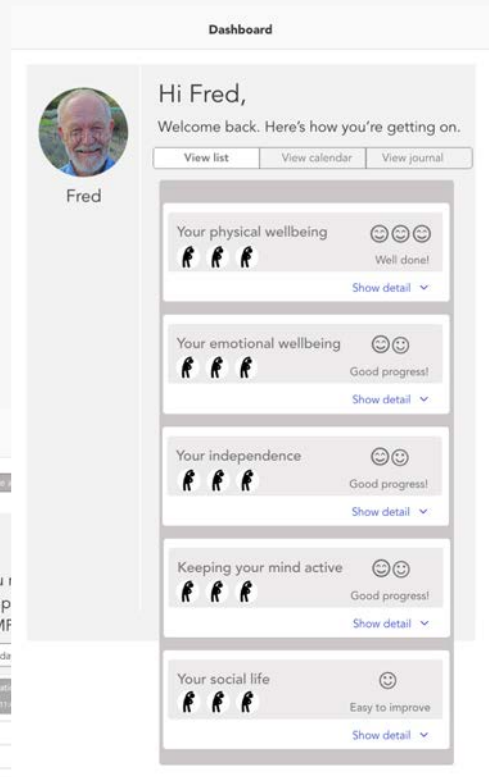 Dashboard
Hi Fred,
Welcome back. Here's how you're getting on.
Fred
View list
View calendar
View journal
Your physical wellbeing
Well done!
Show detail
Your emotional wellbeing
Good progress!
Show detail
Your independence
Good progress!
Show detail
Keeping your mind active
Good progress!
Show detail
Your social life
Easy to improve
Show detail